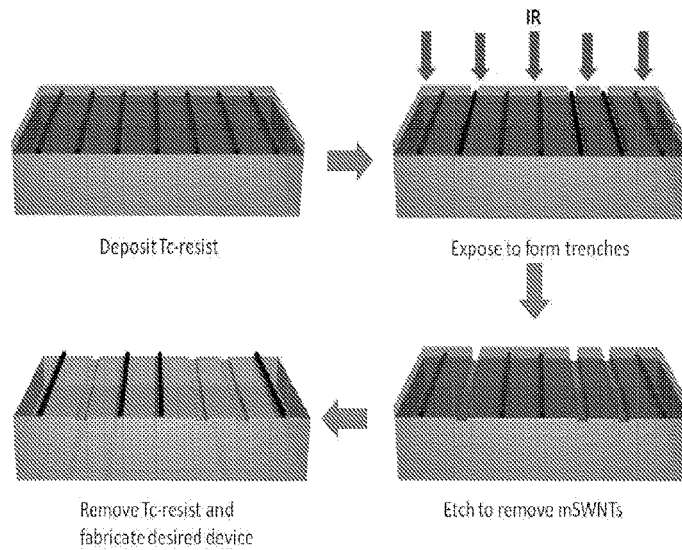 IR
Deposit Tc-resist
Expose to form trenches
Remove Tc-resist and
fabricate desired device
Etch to remove mSWNTs